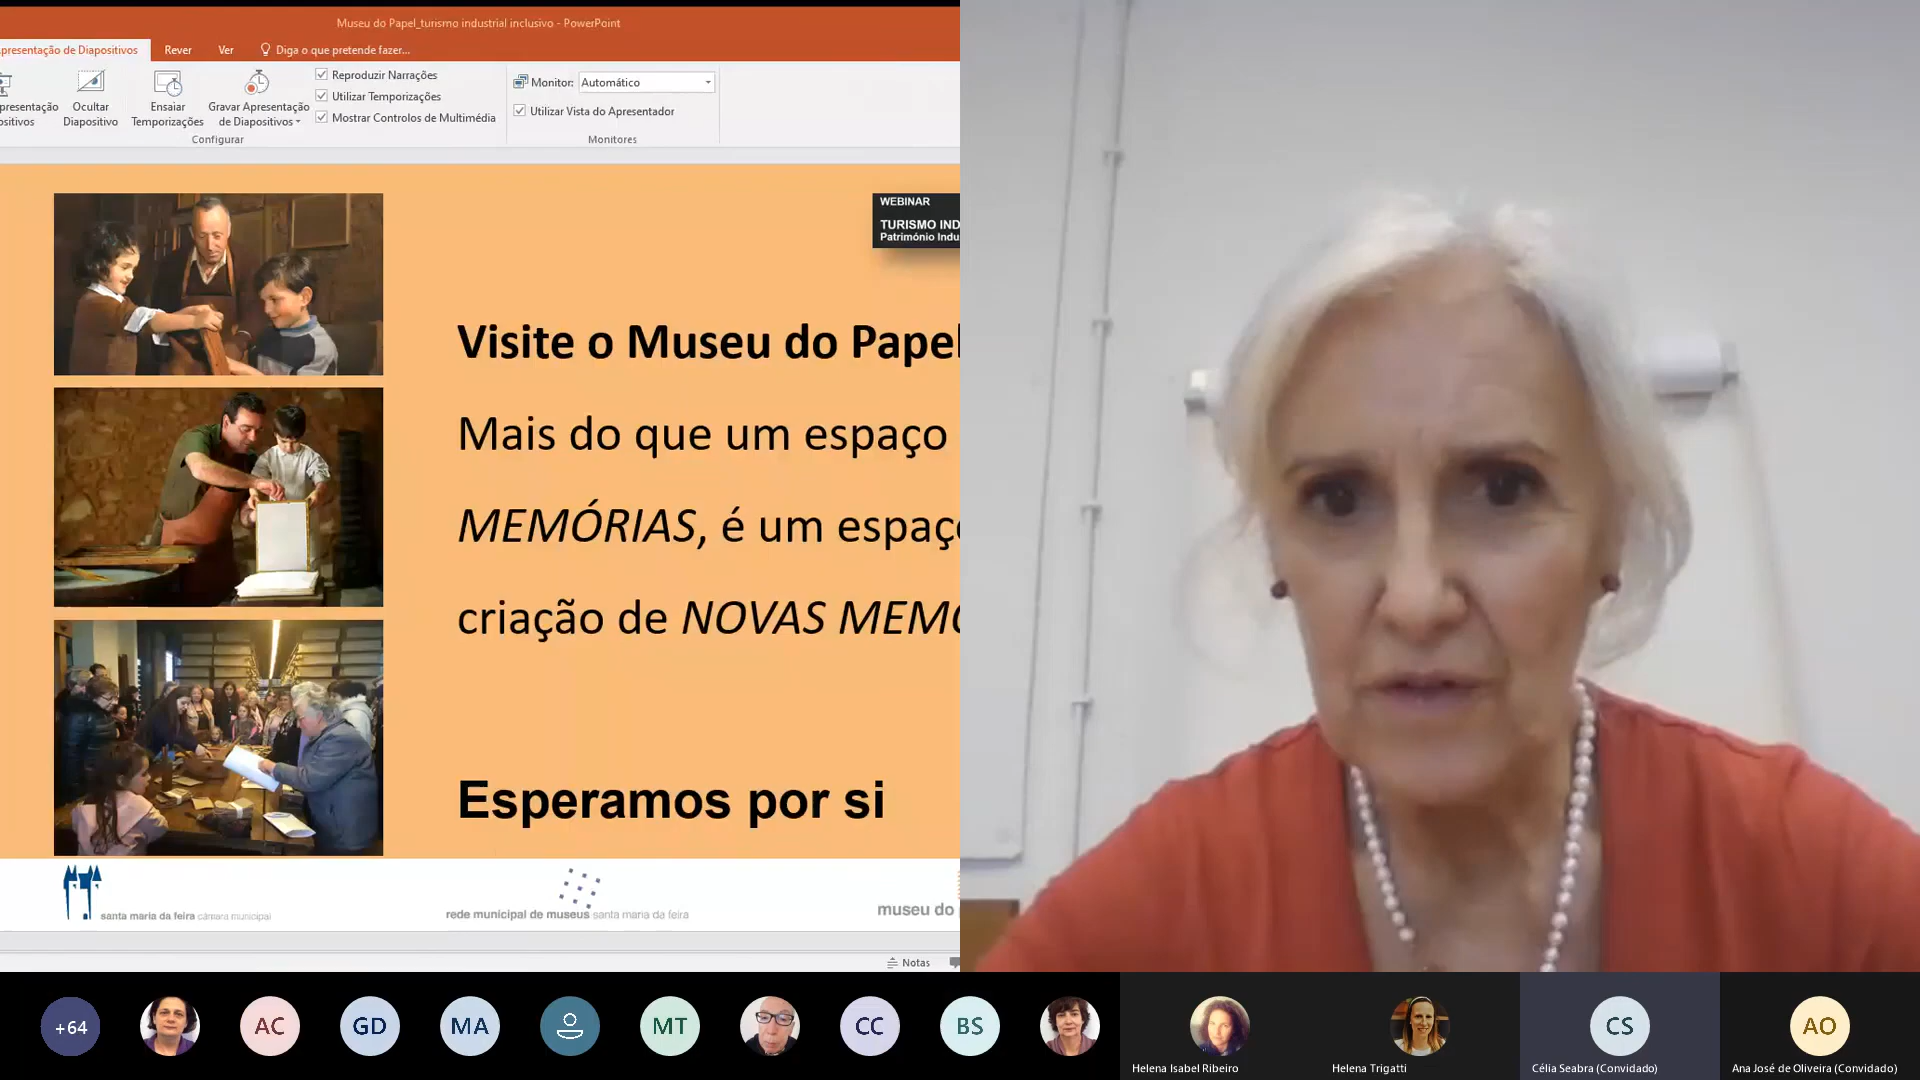 Museu do Papel_turismo industrial inclusivo - PowerPoint
presentação de Diapositivos Rever Ver Diga o que pretende fazer...
presentação
ositivos
Ocultar
Diapositivo
Ensaiar
Temporizações
Gravar Apresentação
de Diapositivos
Reproduzir Narrações
Utilizar Temporizações
Mostrar Controlos de Multimédia
Configurar
Monitor: Automático
Utilizar Vista do Apresentador
Monitores
WEBINAR
TURISMO IND
Património Indu
Visite o Museu do Papel
Mais do que um espaço
MEMÓRIAS, é um espaço
criação de NOVAS MEMÓ
Esperamos por si
santa maria da feira câmara municipal
rede municipal de museus santa maria da feira
museu do
Notas
+64
AC
GD
MA
MT
CC
BS
CS
AO
Helena Isabel Ribeiro
Helena Trigatti
Célia Seabra (Convidado)
Ana José de Oliveira (Convidado)